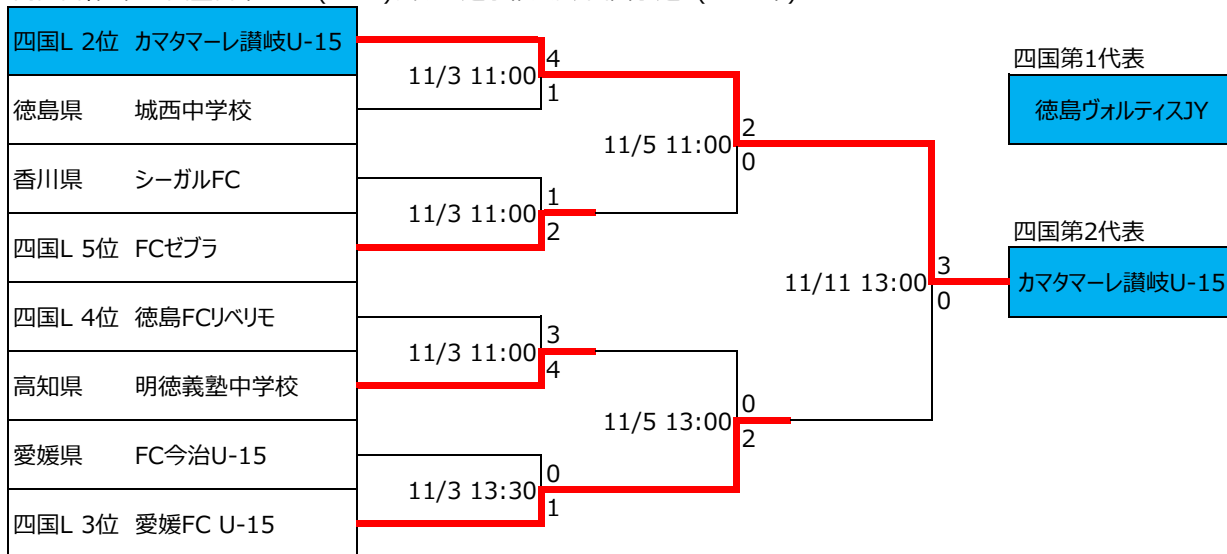 四国L 2位 カマタマーレ讃岐U-15
徳島県 城西中学校
香川県 シーガルFC
四国L 5位 FCゼブラ
四国L 4位 徳島FCリベリモ
高知県 明徳義塾中学校
愛媛県 FC今治U-15
四国L 3位 愛媛FC U-15
11/3 11:00
4
1
11/3 11:00
1
2
11/3 11:00
3
4
11/3 13:30
0
1
11/5 11:00
2
0
11/5 13:00
0
2
11/11 13:00
3
0
四国第1代表
徳島ヴォルティスJY
四国第2代表
カマタマーレ讃岐U-15